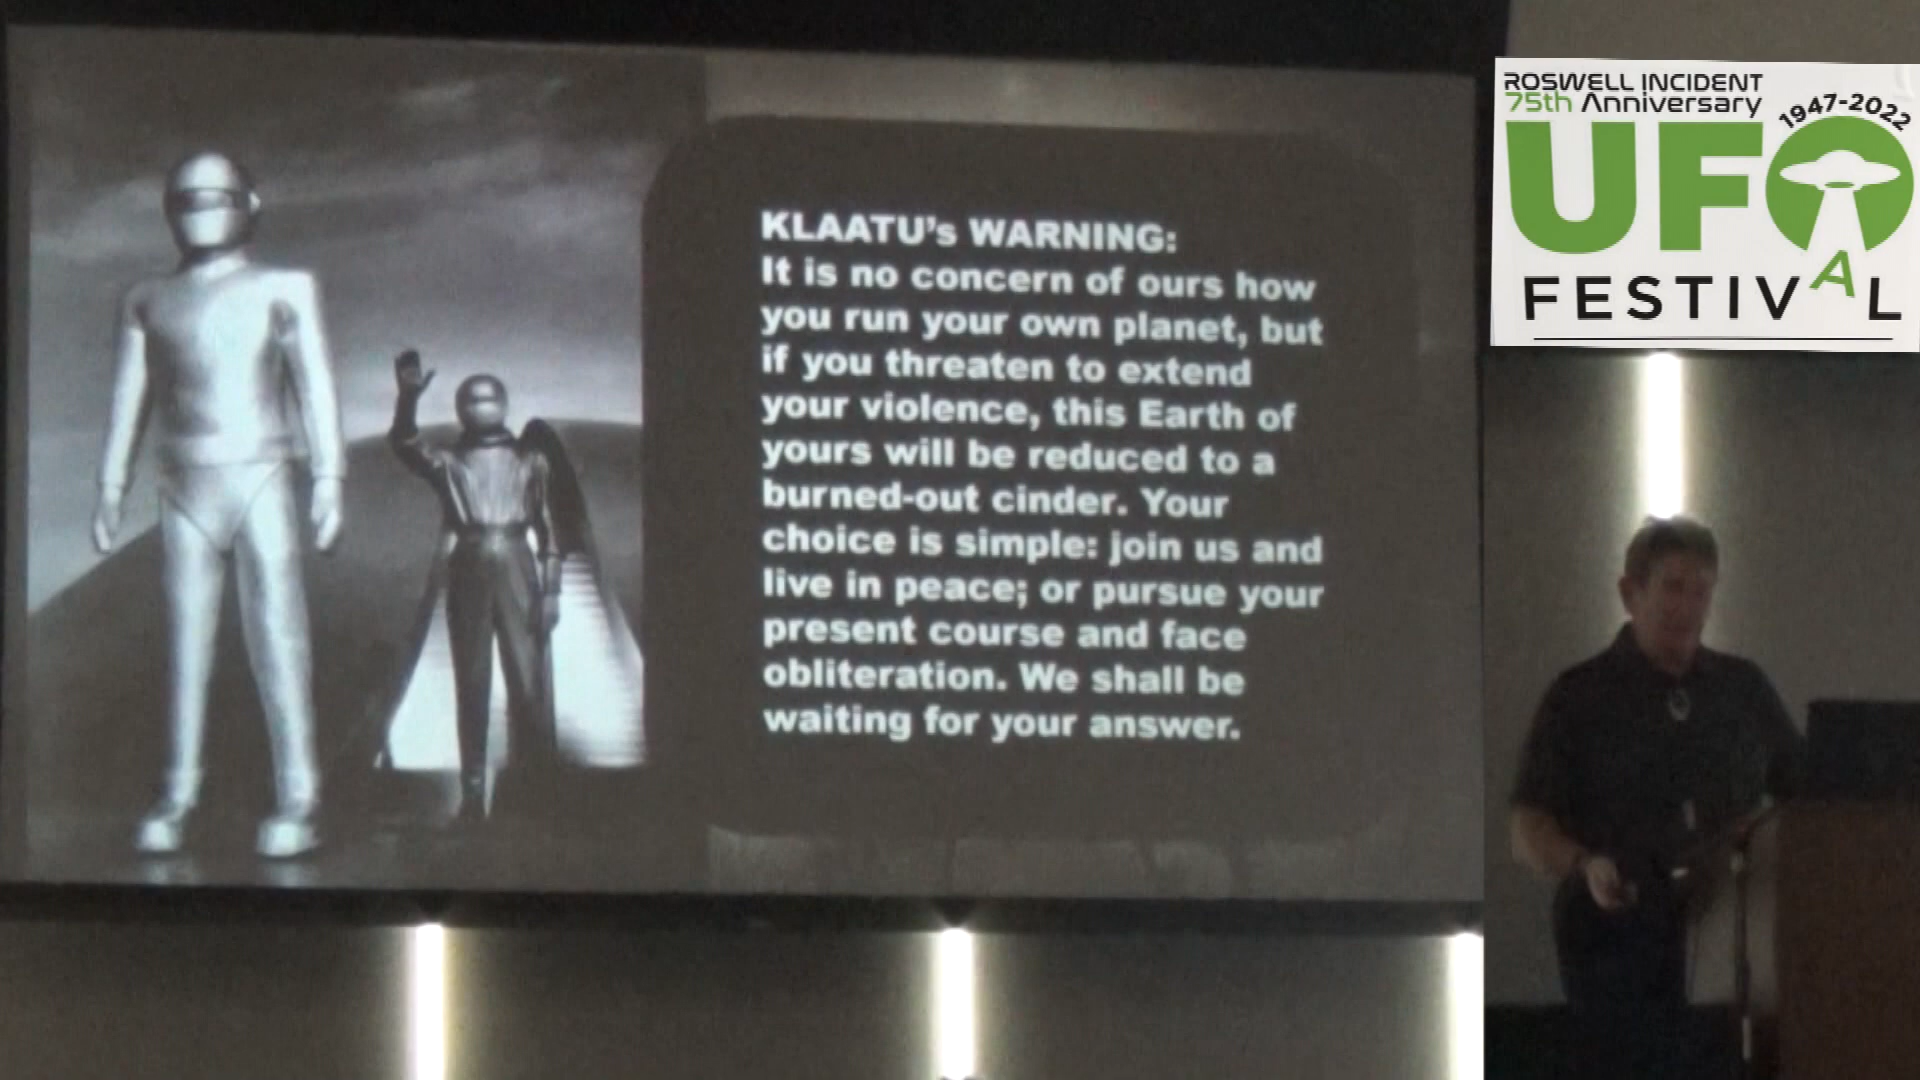 KLAATU's WARNING:
It is no concern of ours how
you run your own planet, but
if you threaten to extend
your violence, this Earth of
yours will be reduced to a
burned-out cinder. Your
choice is simple: join us and
live in peace; or pursue your
present course and face
obliteration. We shall be
waiting for your answer.
ROSWELL INCIDENT
75th Anniversary
1947-2022
UFO
FESTIVAL